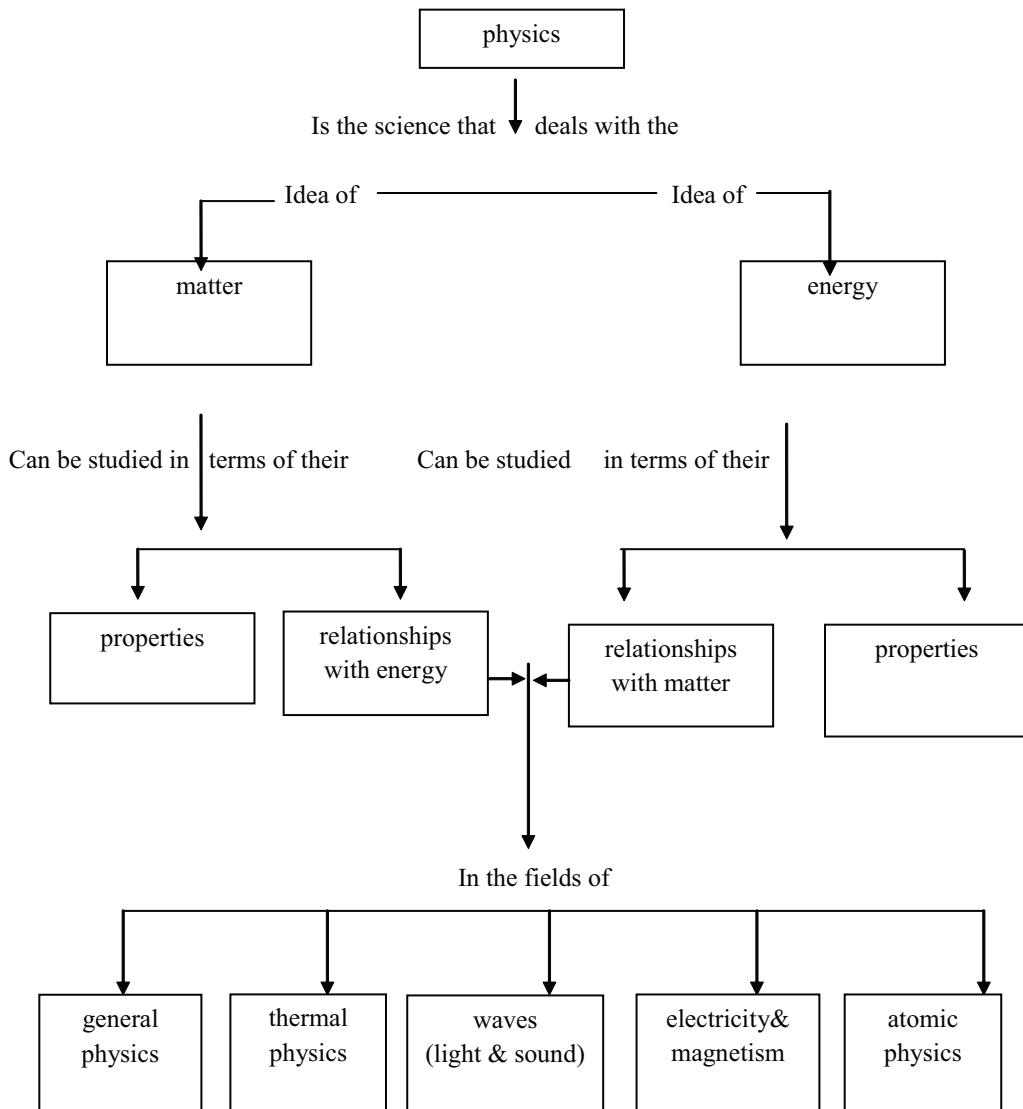 physics
Is the science that deals with the
Idea of Idea of
matter energy
Can be studied in terms of their Can be studied in terms of their
properties
relationships
with energy
relationships
with matter
properties
In the fields of
general
physics
thermal
physics
waves
(light & sound)
electricity&
magnetism
atomic
physics